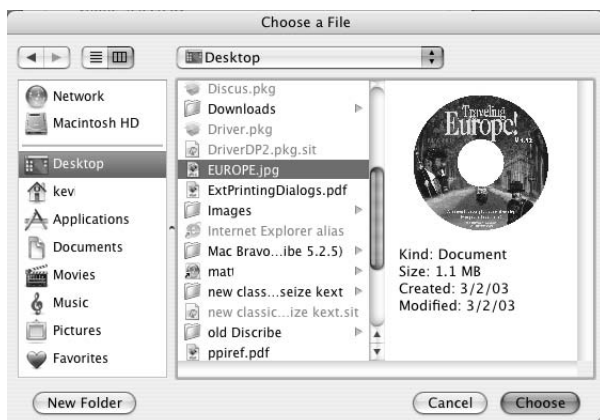 Choose a File
Desktop
Network
Macintosh HD
Desktop
kev
Applications
Documents
Movies
Music
Pictures
Favorites
Discus.pkg
Downloads
Driver.pkg
DriverDP2.pkg.sit
EUROPE.jpg
ExtPrintingDialogs.pdf
Images
Internet Explorer alias
Mac Bravo...ibe 5.2.5)
matt
new class...seize kext
new classic...ize kext.sit
old Discribe
ppiref.pdf
Traveling
Europe!
Kind: Document
Size: 1.1 MB
Created: 3/2/03
Modified: 3/2/03
New Folder
Cancel
Choose